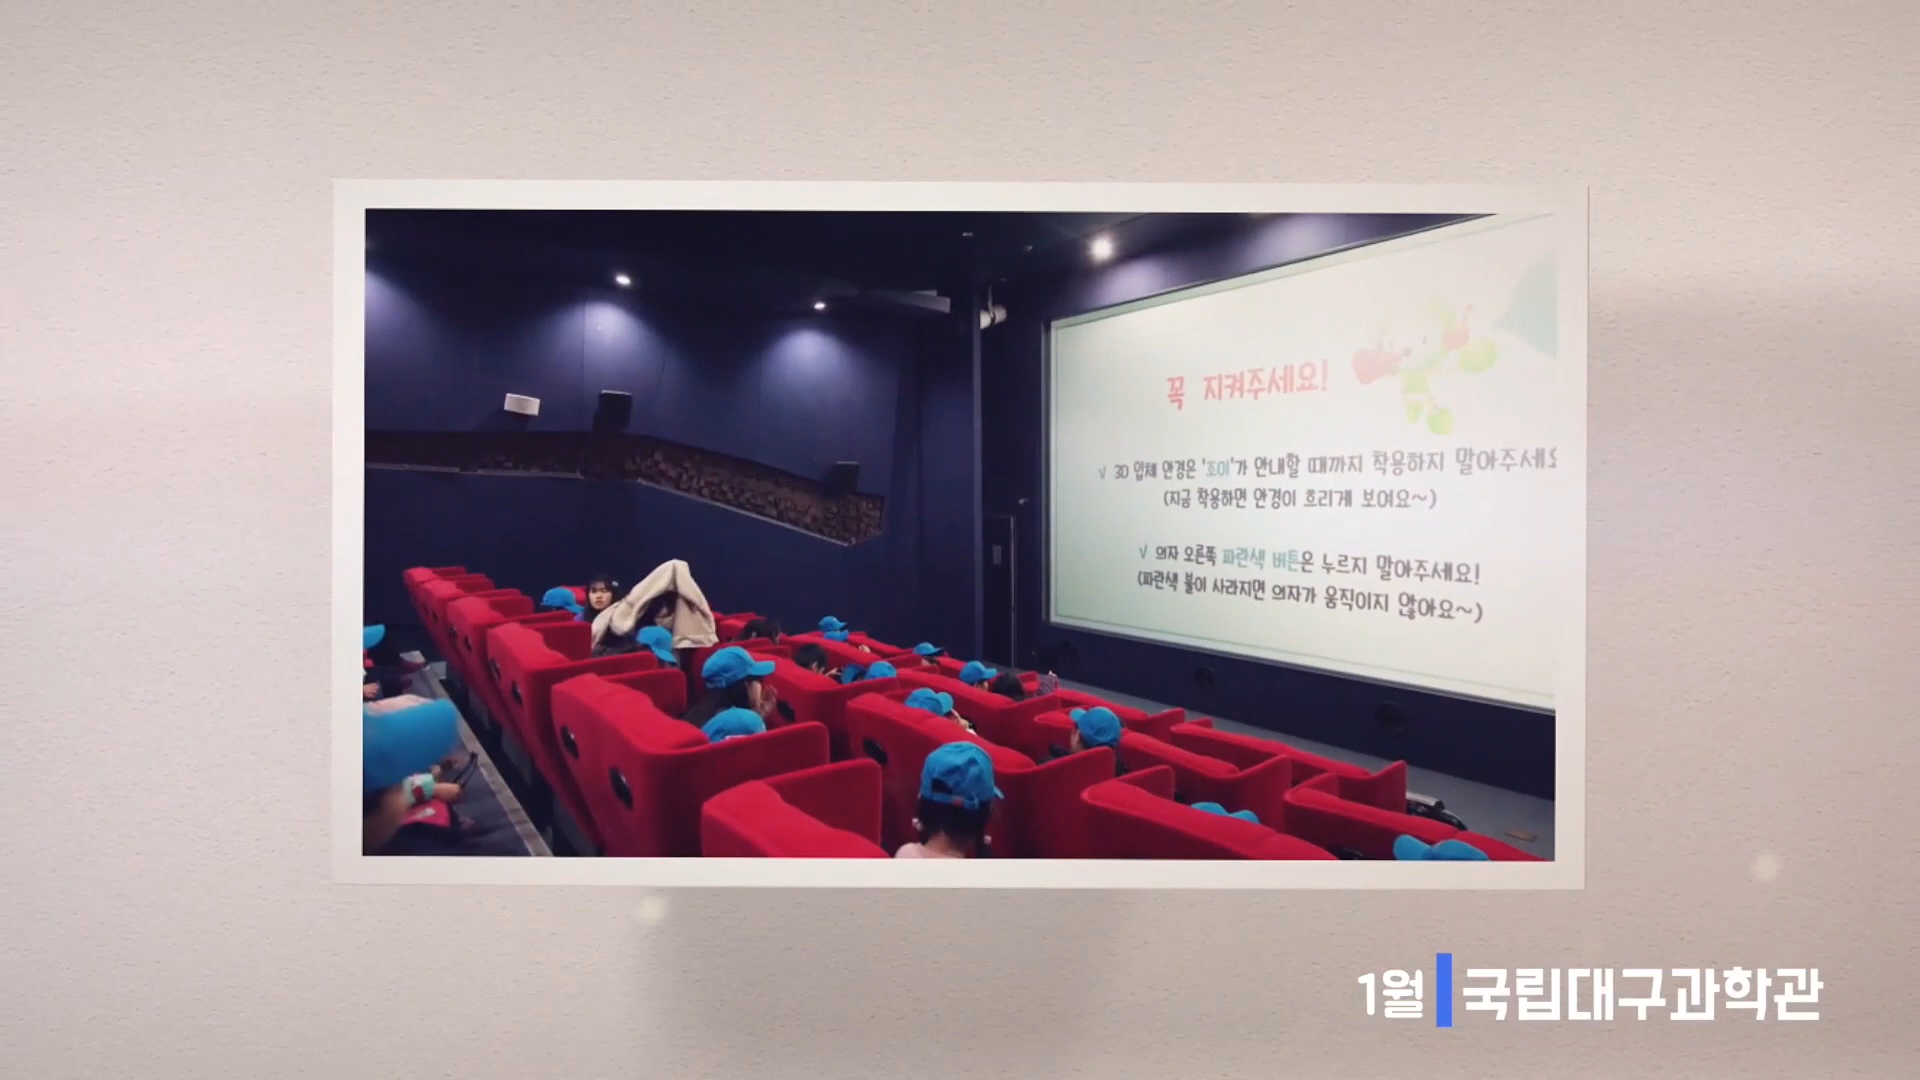 꼭 지켜주세요!
√ 3D 입체 안경은 '조이'가 안내할 때까지 착용하지 말아주세요
(지금 착용하면 안경이 흐리게 보여요~)
√ 의자 오른쪽 파란색 버튼은 누르지 말아주세요!
(파란색 불이 사라지면 의자가 움직이지 않아요~)
1월 국립대구과학관